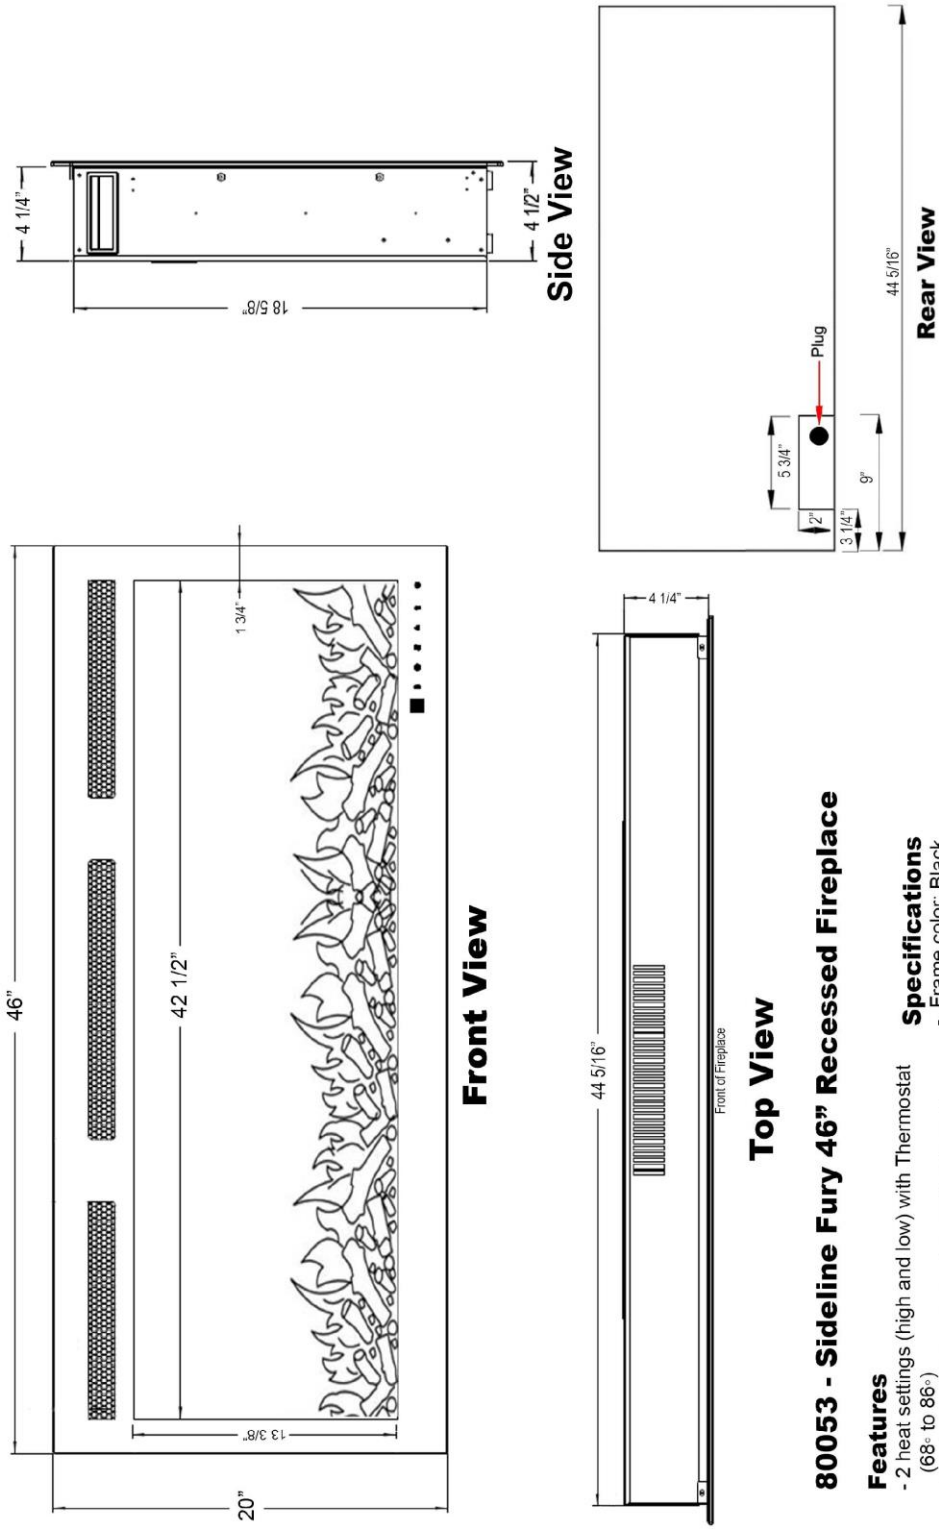 46”
42 1/2”
1 3/4”
13 3/8”
20”
Front View
4 1/4”
18 5/8”
4 1/2”
Side View
44 5/16”
4 1/4”
Front of Fireplace
Top View
Plug
5 3/4”
2”
3 1/4”
9”
44 5/16”
Rear View
80053 - Sideline Fury 46” Recessed Fireplace
Features
- 2 heat settings (high and low) with Thermostat
(68◦ to 86◦)
Specifications
- Frame color: Black